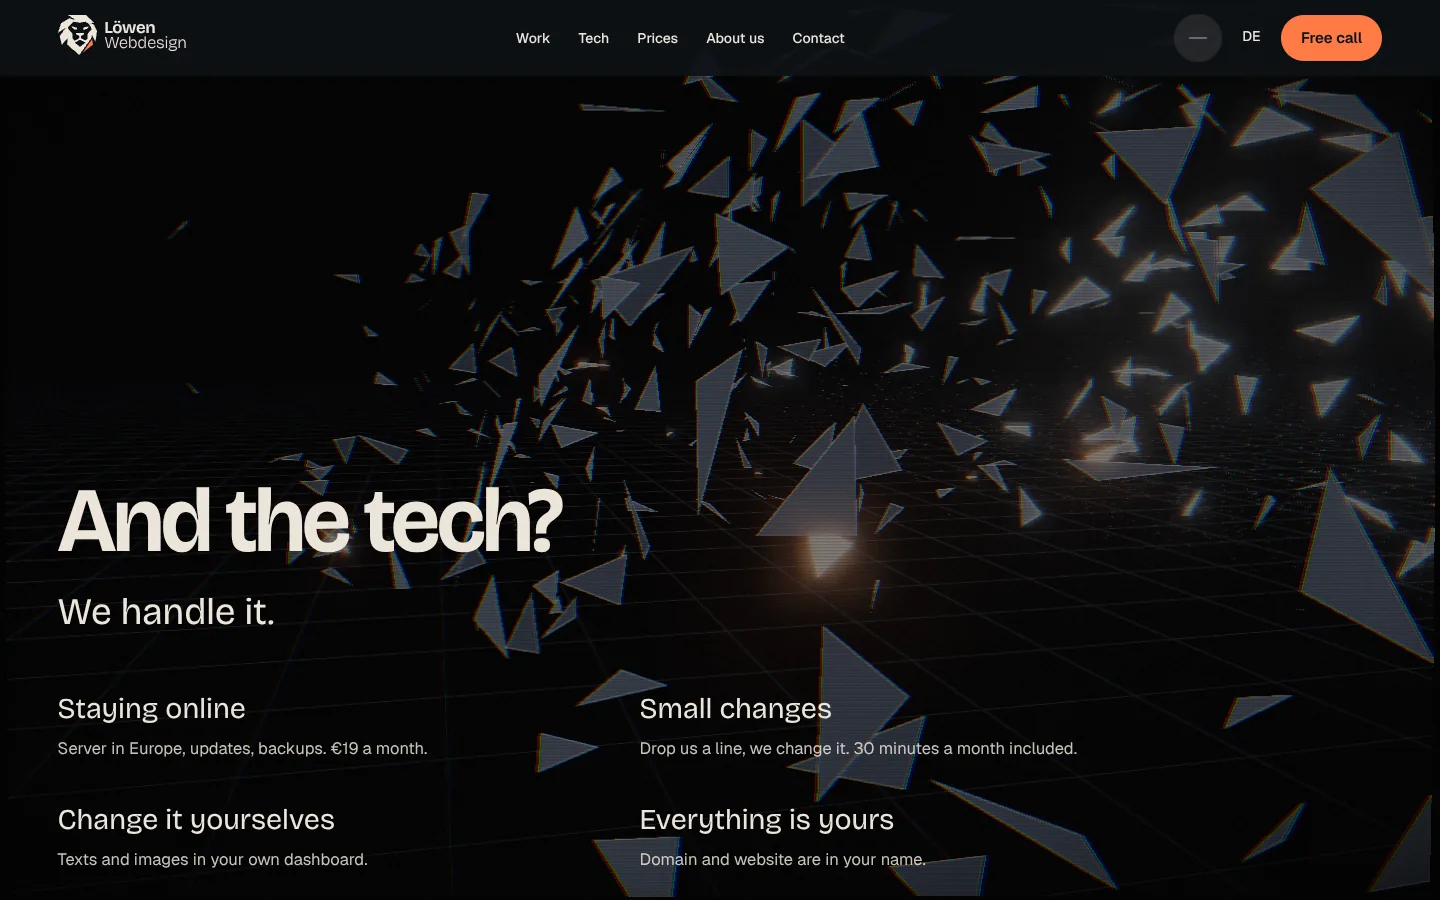 Löwen
Webdesign
Work
Tech
Prices
About us
Contact
DE
Free call
And the tech?
We handle it.
Staying online
Server in Europe, updates, backups. €19 a month.
Small changes
Drop us a line, we change it. 30 minutes a month included.
Change it yourselves
Texts and images in your own dashboard.
Everything is yours
Domain and website are in your name.